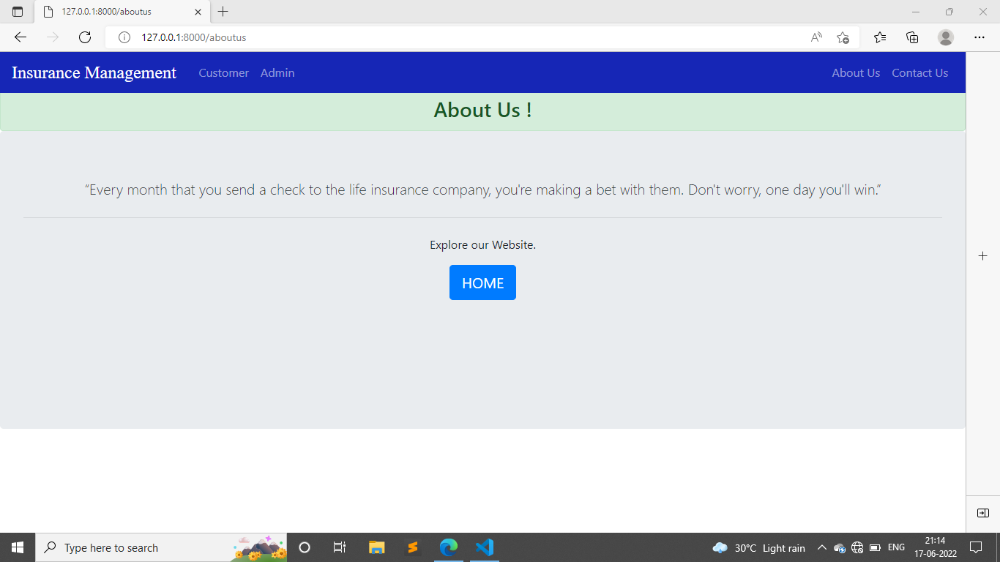 127.0.0.1:8000/aboutus
127.0.0.1:8000/aboutus
Insurance Management Customer Admin About Us Contact Us
About Us !
“Every month that you send a check to the life insurance company, you're making a bet with them. Don't worry, one day you'll win.”
Explore our Website.
HOME
Type here to search 30°C Light rain ENG 21:14
17-06-2022